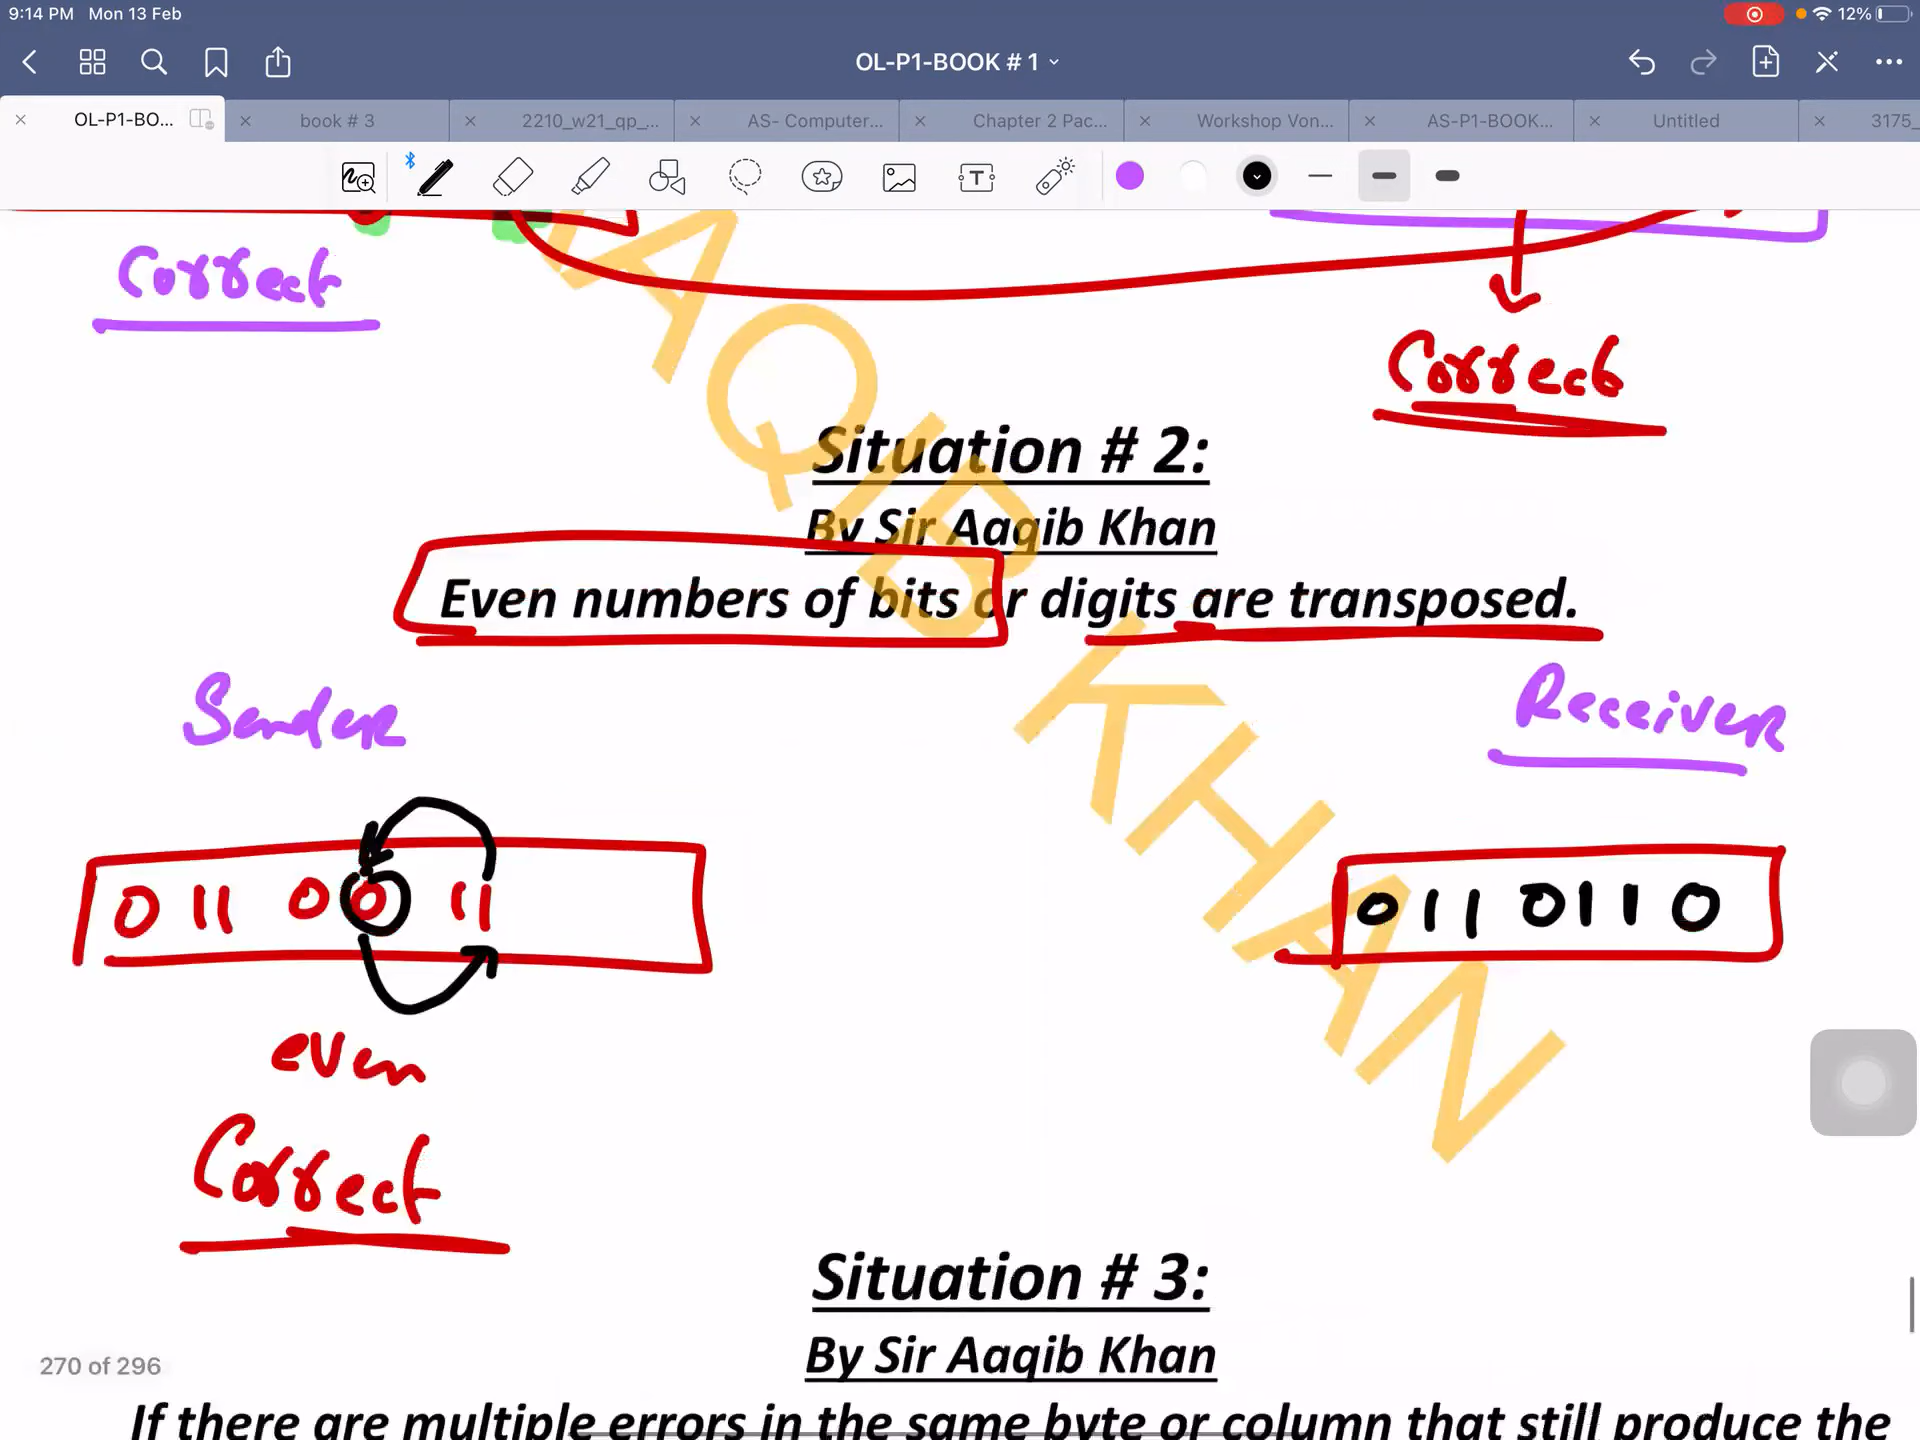 9:14 PM Mon 13 Feb
12%
OL-P1-BOOK # 1
OL-P1-BO...
book # 3
2210_w21_qp_...
AS- Computer...
Chapter 2 Pac...
Workshop Von...
AS-P1-BOOK...
Untitled
3175_
Correct
Correct
Situation # 2:
By Sir Aaqib Khan
Even numbers of bits or digits are transposed.
Sender
Receiver
0 11 0 0 11
0 11 0110
even
Correct
AQIB KHAN
Situation # 3:
By Sir Aaqib Khan
270 of 296
If there are multiple errors in the same byte or column that still produce the